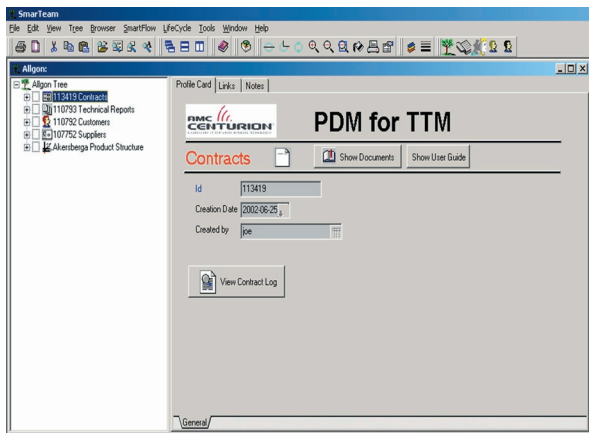 SmarTeam
File Edit View Tree Browser SmartFlow LifeCycle Tools Window Help
Allgon:
Allgon Tree
113419 Contracts
110793 Technical Reports
110792 Customers
107752 Suppliers
Akersberga Product Structure
Profile Card Links Notes
AMC
CENTURION
PDM for TTM
Contracts Show Documents Show User Guide
Id 113419
Creation Date 2002-06-25
Created by joe
View Contract Log
General